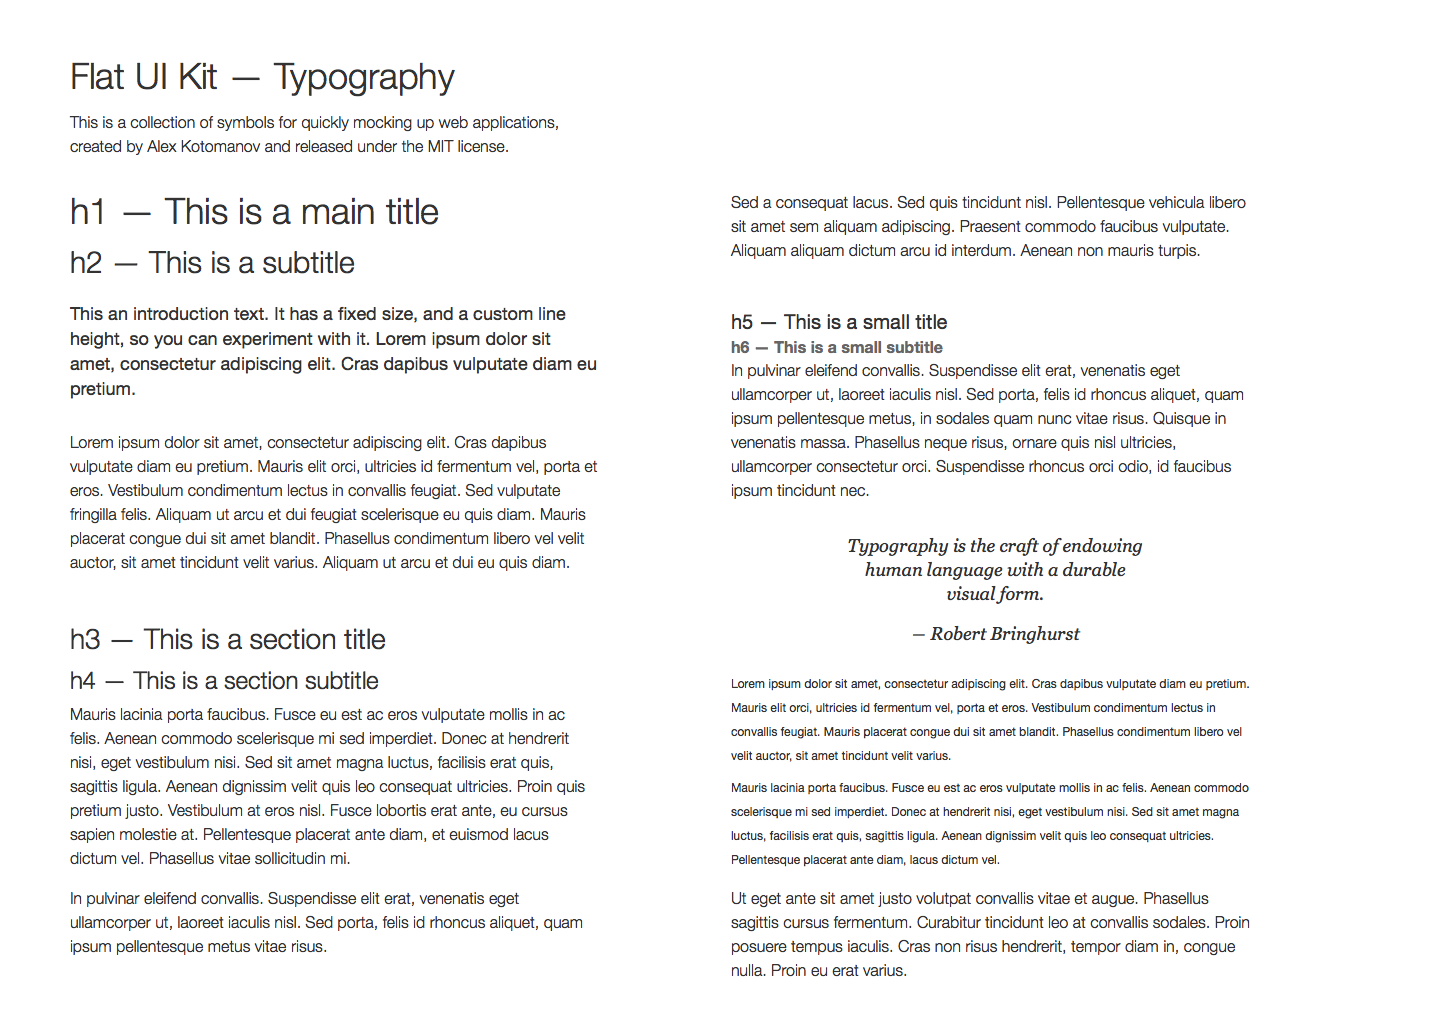 Flat UI Kit — Typography
This is a collection of symbols for quickly mocking up web applications,
created by Alex Kotomanov and released under the MIT license.
h1 — This is a main title
h2 — This is a subtitle
This an introduction text. It has a fixed size, and a custom line
height, so you can experiment with it. Lorem ipsum dolor sit
amet, consectetur adipiscing elit. Cras dapibus vulputate diam eu
pretium.
Lorem ipsum dolor sit amet, consectetur adipiscing elit. Cras dapibus
vulputate diam eu pretium. Mauris elit orci, ultricies id fermentum vel, porta et
eros. Vestibulum condimentum lectus in convallis feugiat. Sed vulputate
fringilla felis. Aliquam ut arcu et dui feugiat scelerisque eu quis diam. Mauris
placerat congue dui sit amet blandit. Phasellus condimentum libero vel velit
auctor, sit amet tincidunt velit varius. Aliquam ut arcu et dui eu quis diam.
h3 — This is a section title
h4 — This is a section subtitle
Mauris lacinia porta faucibus. Fusce eu est ac eros vulputate mollis in ac
felis. Aenean commodo scelerisque mi sed imperdiet. Donec at hendrerit
nisi, eget vestibulum nisi. Sed sit amet magna luctus, facilisis erat quis,
sagittis ligula. Aenean dignissim velit quis leo consequat ultricies. Proin quis
pretium justo. Vestibulum at eros nisl. Fusce lobortis erat ante, eu cursus
sapien molestie at. Pellentesque placerat ante diam, et euismod lacus
dictum vel. Phasellus vitae sollicitudin mi.
In pulvinar eleifend convallis. Suspendisse elit erat, venenatis eget
ullamcorper ut, laoreet iaculis nisl. Sed porta, felis id rhoncus aliquet, quam
ipsum pellentesque metus vitae risus.
Sed a consequat lacus. Sed quis tincidunt nisl. Pellentesque vehicula libero
sit amet sem aliquam adipiscing. Praesent commodo faucibus vulputate.
Aliquam aliquam dictum arcu id interdum. Aenean non mauris turpis.
h5 — This is a small title
h6 — This is a small subtitle
In pulvinar eleifend convallis. Suspendisse elit erat, venenatis eget
ullamcorper ut, laoreet iaculis nisl. Sed porta, felis id rhoncus aliquet, quam
ipsum pellentesque metus, in sodales quam nunc vitae risus. Quisque in
venenatis massa. Phasellus neque risus, ornare quis nisl ultricies,
ullamcorper consectetur orci. Suspendisse rhoncus orci odio, id faucibus
ipsum tincidunt nec.
Typography is the craft of endowing
human language with a durable
visual form.
— Robert Bringhurst
Lorem ipsum dolor sit amet, consectetur adipiscing elit. Cras dapibus vulputate diam eu pretium.
Mauris elit orci, ultricies id fermentum vel, porta et eros. Vestibulum condimentum lectus in
convallis feugiat. Mauris placerat congue dui sit amet blandit. Phasellus condimentum libero vel
velit auctor, sit amet tincidunt velit varius.
Mauris lacinia porta faucibus. Fusce eu est ac eros vulputate mollis in ac felis. Aenean commodo
scelerisque mi sed imperdiet. Donec at hendrerit nisi, eget vestibulum nisi. Sed sit amet magna
luctus, facilisis erat quis, sagittis ligula. Aenean dignissim velit quis leo consequat ultricies.
Pellentesque placerat ante diam, lacus dictum vel.
Ut eget ante sit amet justo volutpat convallis vitae et augue. Phasellus
sagittis cursus fermentum. Curabitur tincidunt leo at convallis sodales. Proin
posuere tempus iaculis. Cras non risus hendrerit, tempor diam in, congue
nulla. Proin eu erat varius.